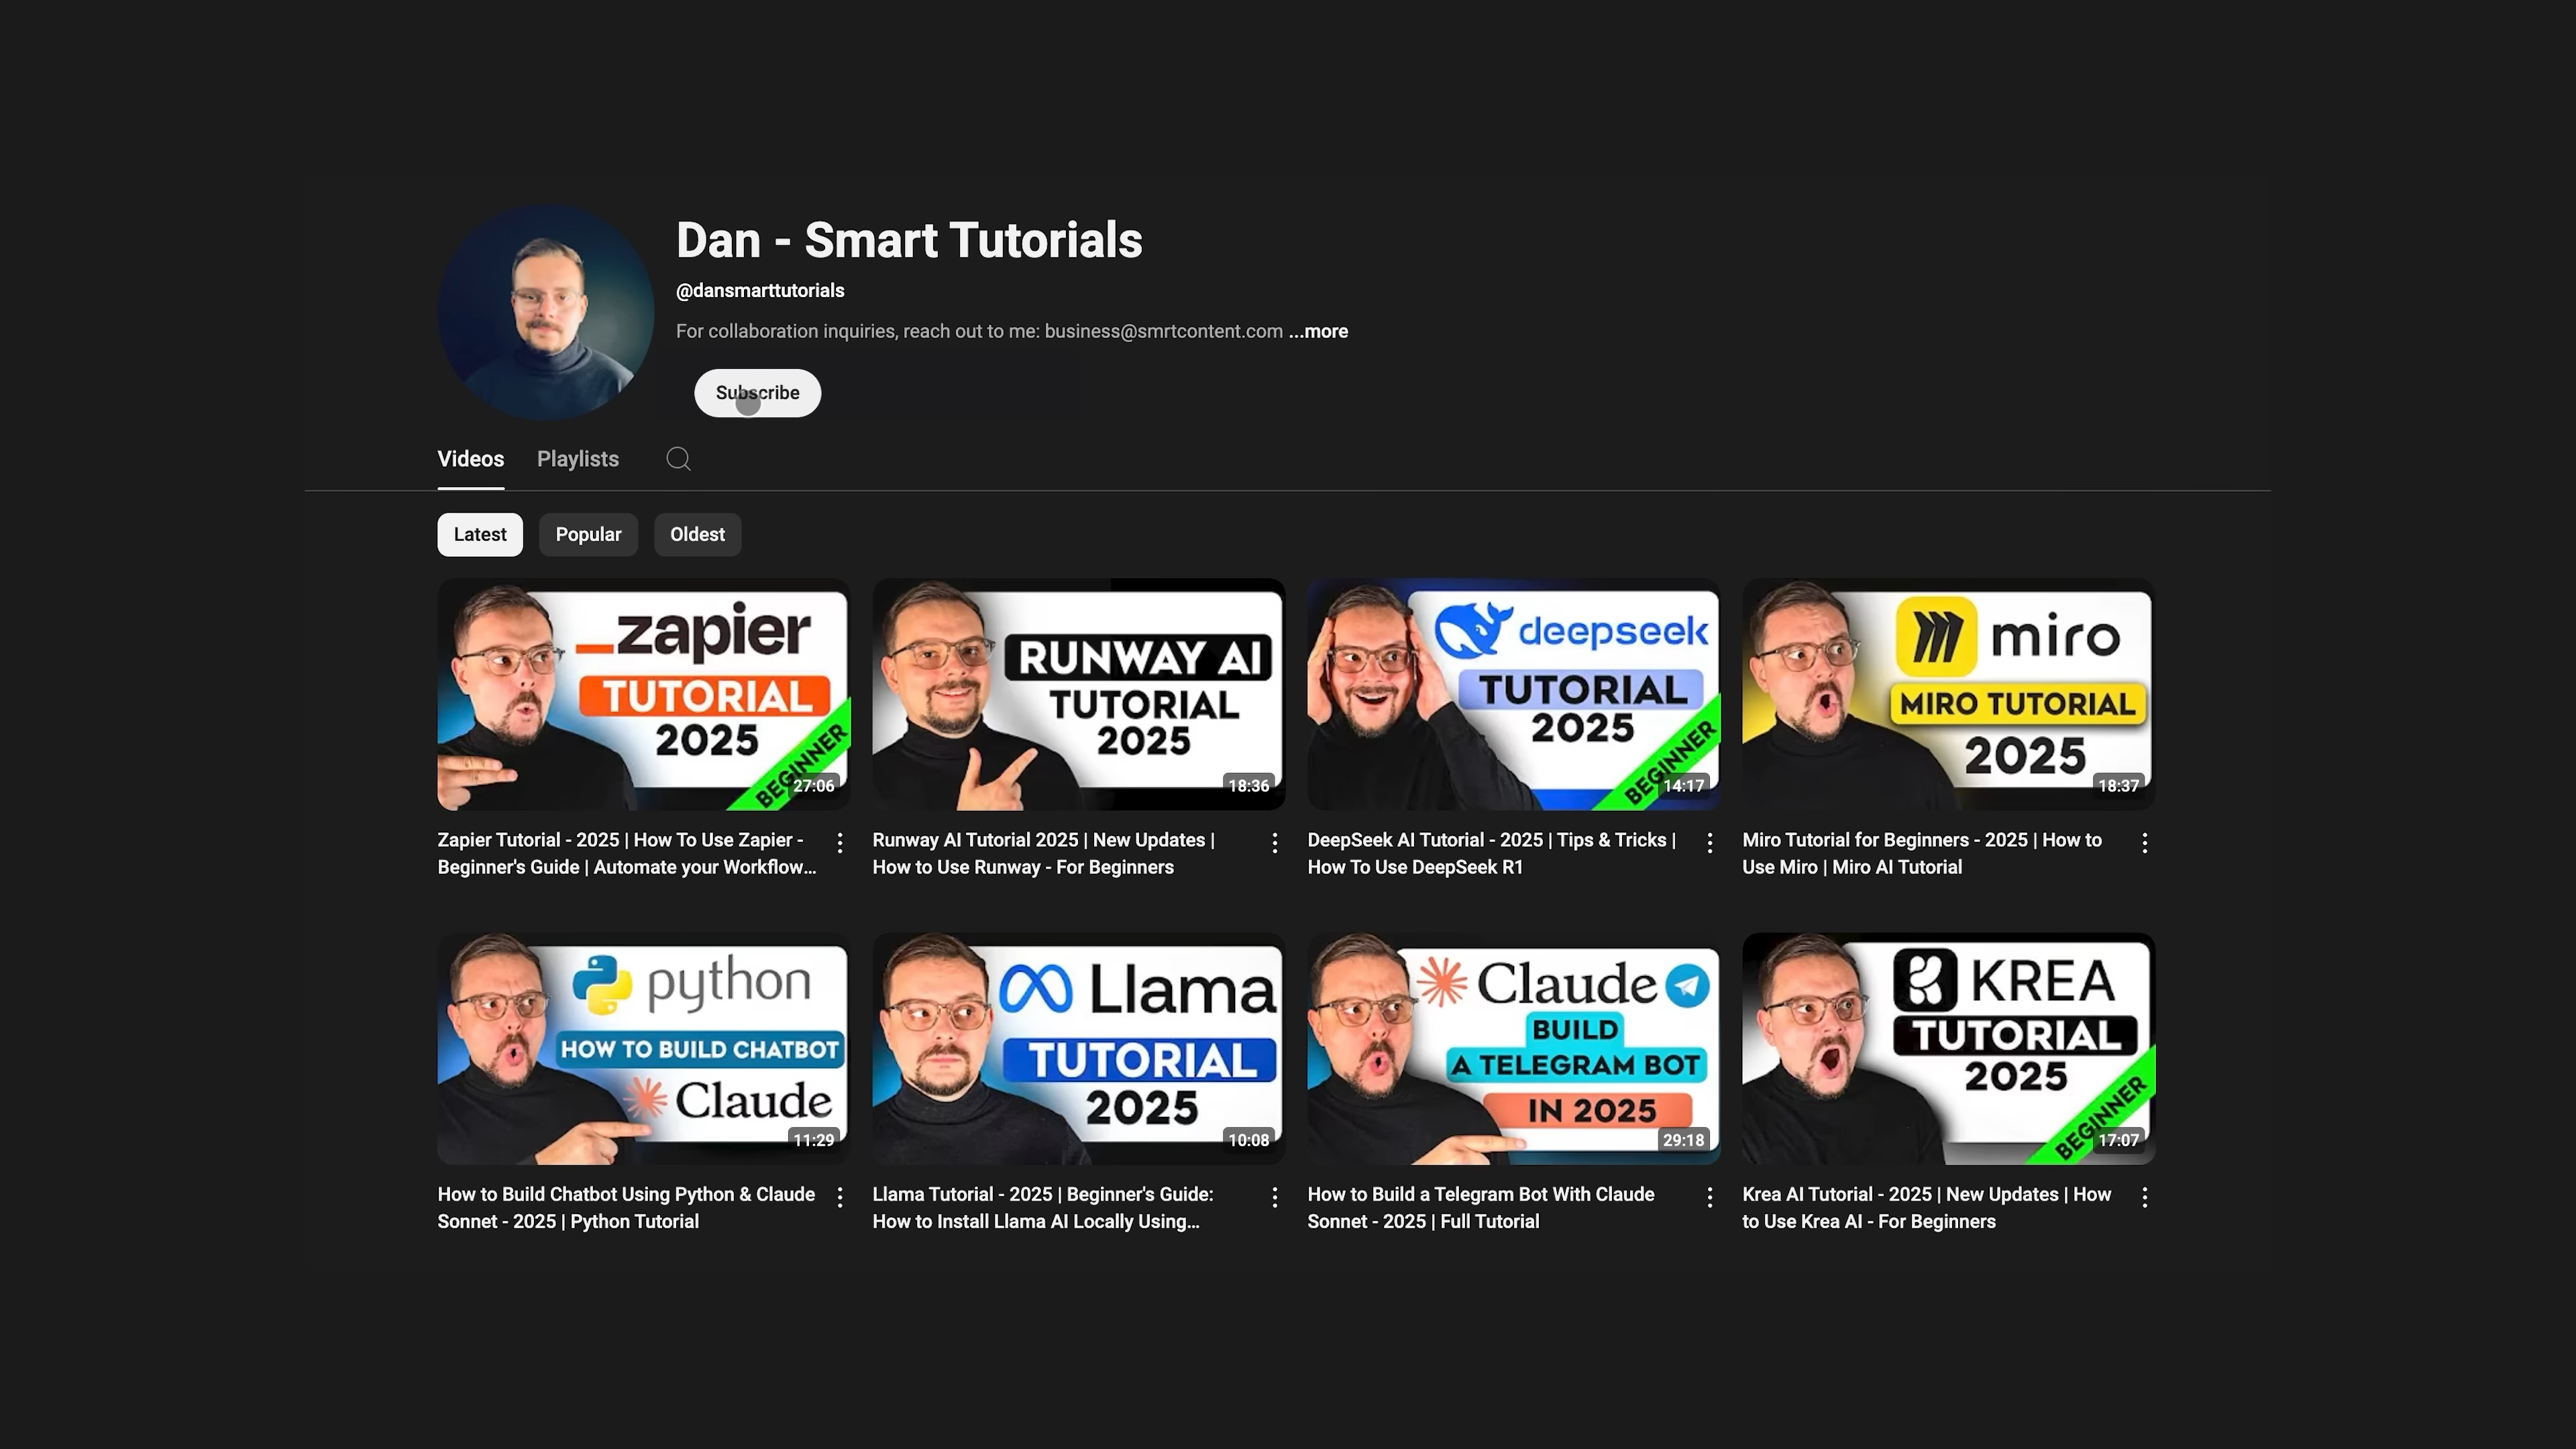 Dan - Smart Tutorials
@dansmarttutorials
For collaboration inquiries, reach out to me: business@smrtcontent.com ...more
Subscribe
Videos Playlists
Latest Popular Oldest
zapier
TUTORIAL
2025
BEGINNER
27:06
RUNWAY AI
TUTORIAL
2025
18:36
deepseek
TUTORIAL
2025
BEGINNER
14:17
miro
MIRO TUTORIAL
2025
18:37
Zapier Tutorial - 2025 | How To Use Zapier -
Beginner's Guide | Automate your Workflow...
Runway AI Tutorial 2025 | New Updates |
How to Use Runway - For Beginners
DeepSeek AI Tutorial - 2025 | Tips & Tricks |
How To Use DeepSeek R1
Miro Tutorial for Beginners - 2025 | How to
Use Miro | Miro AI Tutorial
python
HOW TO BUILD CHATBOT
Claude
11:29
Llama
TUTORIAL
2025
10:08
Claude
BUILD
A TELEGRAM BOT
IN 2025
29:18
KREA
TUTORIAL
2025
BEGINNER
17:07
How to Build Chatbot Using Python & Claude
Sonnet - 2025 | Python Tutorial
Llama Tutorial - 2025 | Beginner's Guide:
How to Install Llama AI Locally Using...
How to Build a Telegram Bot With Claude
Sonnet - 2025 | Full Tutorial
Krea AI Tutorial - 2025 | New Updates | How
to Use Krea AI - For Beginners